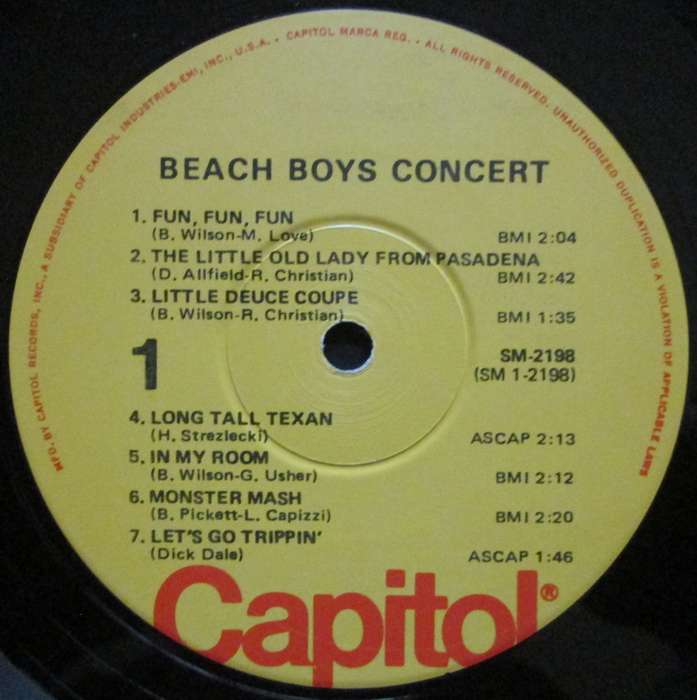 MFG. BY CAPITOL RECORDS, INC., A SUBSIDIARY OF CAPITOL INDUSTRIES-EMI, INC., U.S.A. • CAPITOL MARCA REG. • ALL RIGHTS RESERVED. UNAUTHORIZED DUPLICATION IS A VIOLATION OF APPLICABLE LAWS
BEACH BOYS CONCERT
1. FUN, FUN, FUN
(B. Wilson-M. Love) BMI 2:04
2. THE LITTLE OLD LADY FROM PASADENA
(D. Allfield-R. Christian) BMI 2:42
3. LITTLE DEUCE COUPE
(B. Wilson-R. Christian) BMI 1:35
1 SM-2198
(SM 1-2198)
4. LONG TALL TEXAN
(H. Strezlecki) ASCAP 2:13
5. IN MY ROOM
(B. Wilson-G. Usher) BMI 2:12
6. MONSTER MASH
(B. Pickett-L. Capizzi) BMI 2:20
7. LET'S GO TRIPPIN'
(Dick Dale) ASCAP 1:46
Capitol®